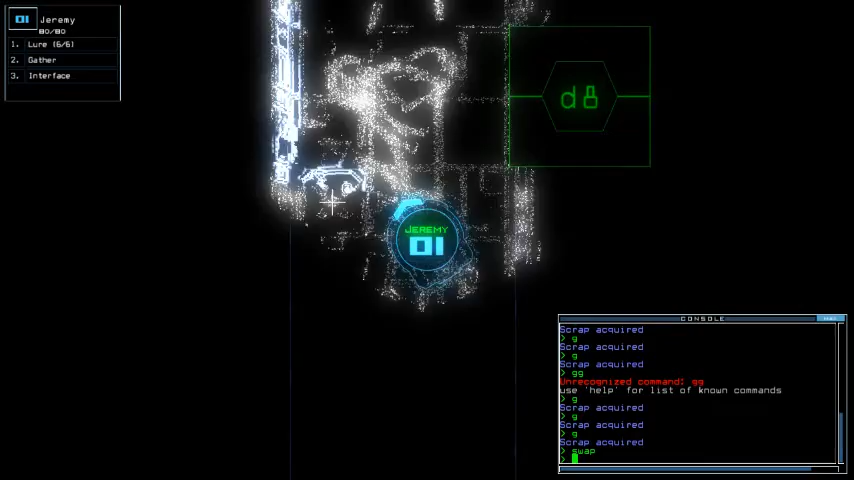 01 Jeremy
80/80
1. Lure (6/6)
2. Gather
3. Interface
d
JEREMY
01
CONSOLE
Scrap acquired
> g
Scrap acquired
> g
Scrap acquired
> gg
Unrecognized command: gg
use 'help' for list of known commands
> g
Scrap acquired
> g
Scrap acquired
> g
Scrap acquired
> swap
>